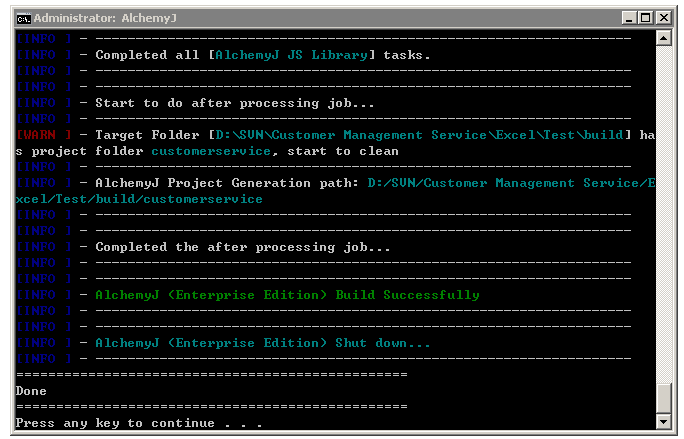 Administrator: AlchemyJ
[INFO ] - -------------------------------------------------------------------
[INFO ] - Completed all [AlchemyJ JS Library] tasks.
[INFO ] - -------------------------------------------------------------------
[INFO ] - -------------------------------------------------------------------
[INFO ] - Start to do after processing job...
[INFO ] - -------------------------------------------------------------------
[WARN ] - Target Folder [D:\SVN\Customer Management Service\Excel\Test\build] ha
s project folder customerservice, start to clean
[INFO ] - -------------------------------------------------------------------
[INFO ] - AlchemyJ Project Generation path: D:/SVN/Customer Management Service/E
xcel/Test/build/customerservice
[INFO ] - -------------------------------------------------------------------
[INFO ] - -------------------------------------------------------------------
[INFO ] - Completed the after processing job...
[INFO ] - -------------------------------------------------------------------
[INFO ] - -------------------------------------------------------------------
[INFO ] - AlchemyJ (Enterprise Edition) Build Successfully
[INFO ] - -------------------------------------------------------------------
[INFO ] - -------------------------------------------------------------------
[INFO ] - AlchemyJ (Enterprise Edition) Shut down...
[INFO ] - -------------------------------------------------------------------
=================================================
Done
=================================================
Press any key to continue . . .